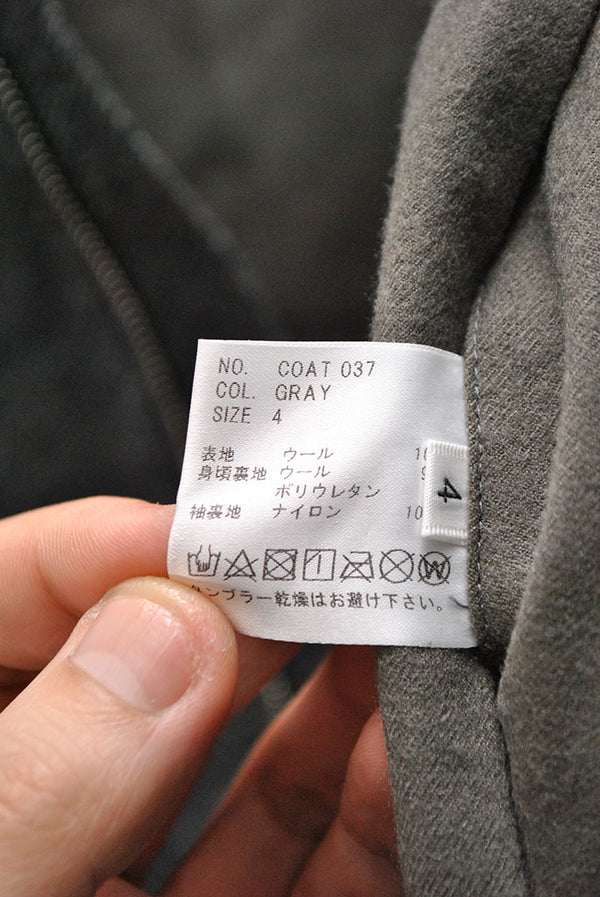 NO. COAT 037
COL. GRAY
SIZE 4
表地 ウール
身頃裏地 ウール
ポリウレタン
袖裏地 ナイロン 10
4
タンブラー乾燥はお避け下さい。